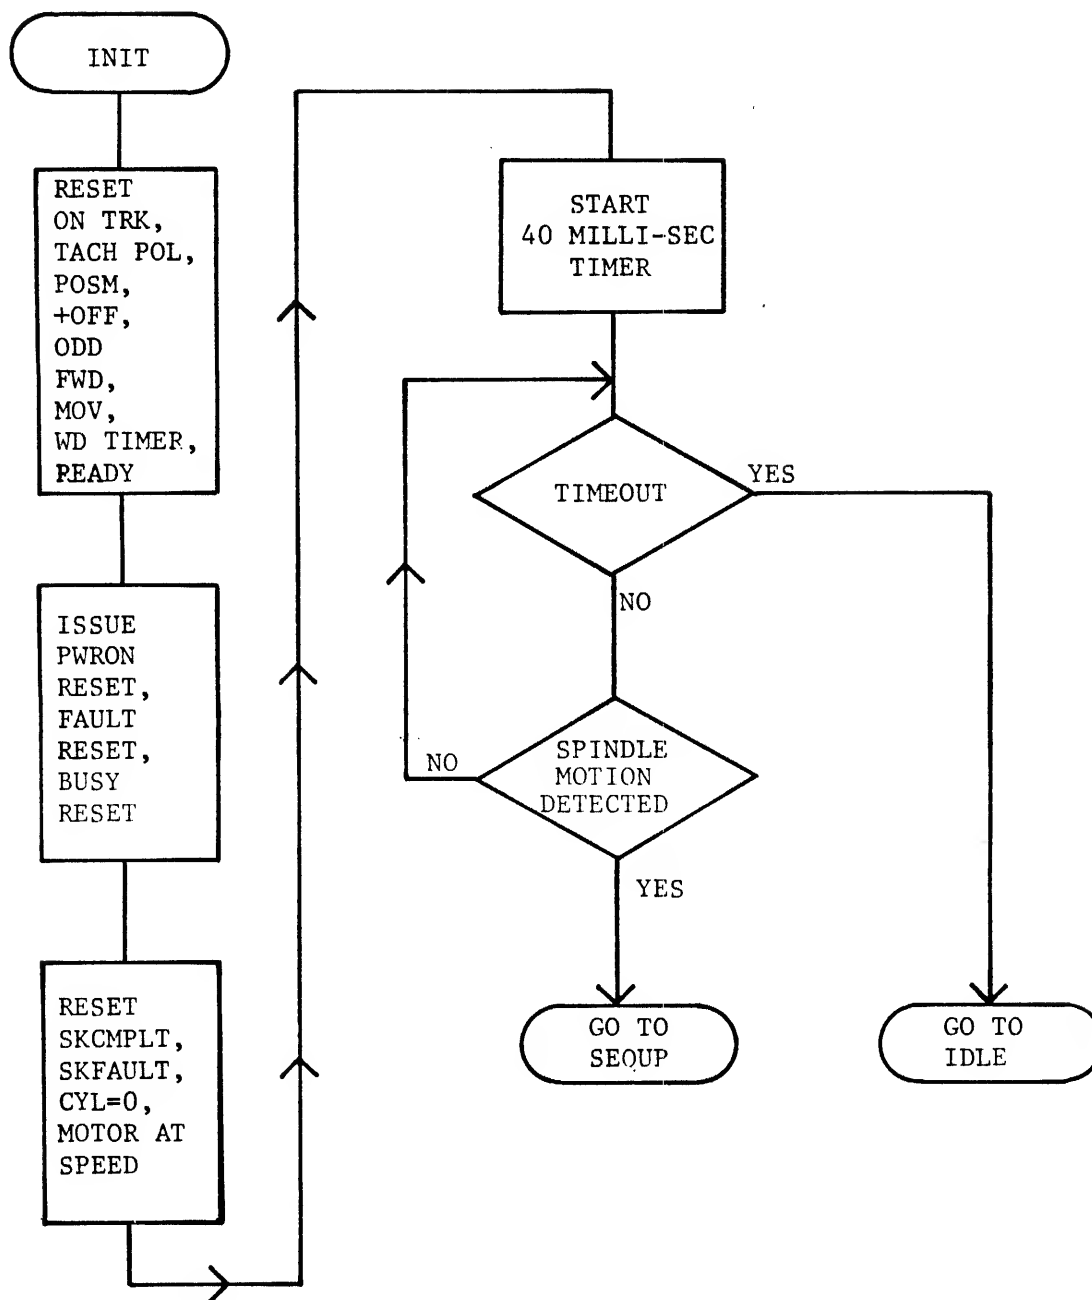 INIT
RESET
ON TRK,
TACH POL,
POSM,
+OFF,
ODD
FWD,
MOV,
WD TIMER,
READY
ISSUE
PWRON
RESET,
FAULT
RESET,
BUSY
RESET
RESET
SKCMPLT,
SKFAULT,
CYL=0,
MOTOR AT
SPEED
START
40 MILLI-SEC
TIMER
TIMEOUT
YES
NO
SPINDLE
MOTION
DETECTED
NO
YES
GO TO
SEQUP
GO TO
IDLE